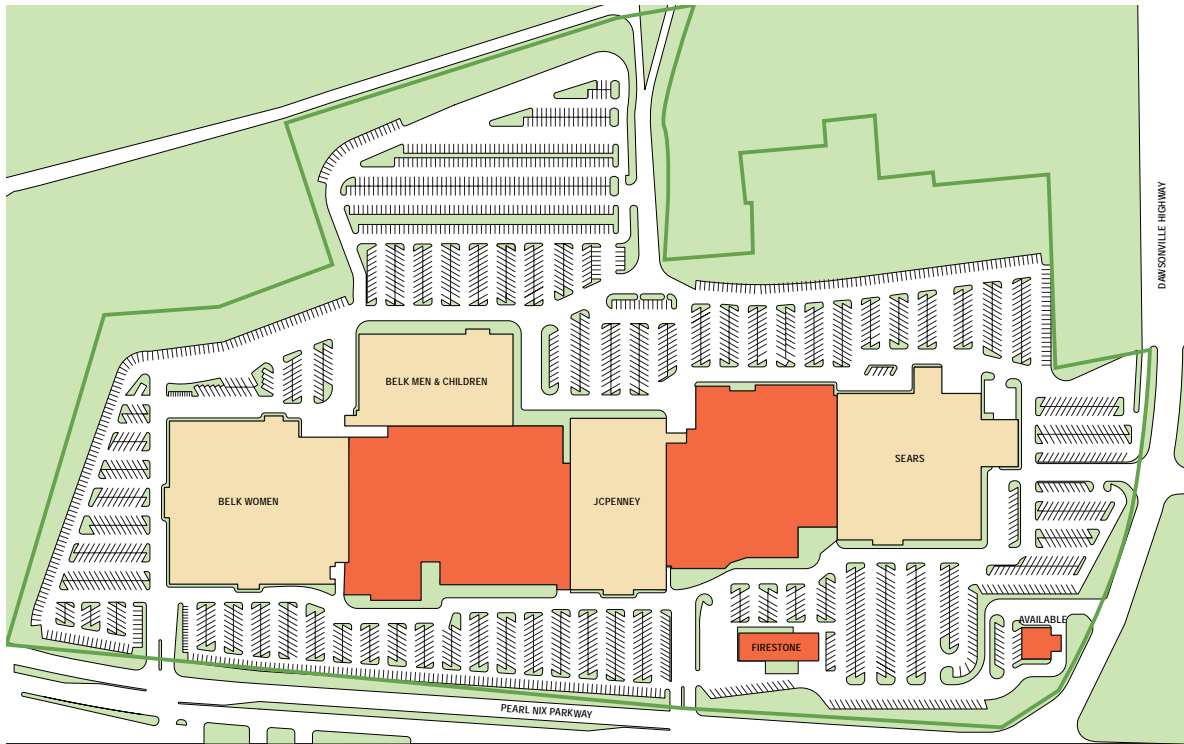 DAWSONVILLE HIGHWAY
BELK MEN & CHILDREN
SEARS
BELK WOMEN
JCPENNEY
AVAILABLE
FIRESTONE
PEARL NIX PARKWAY